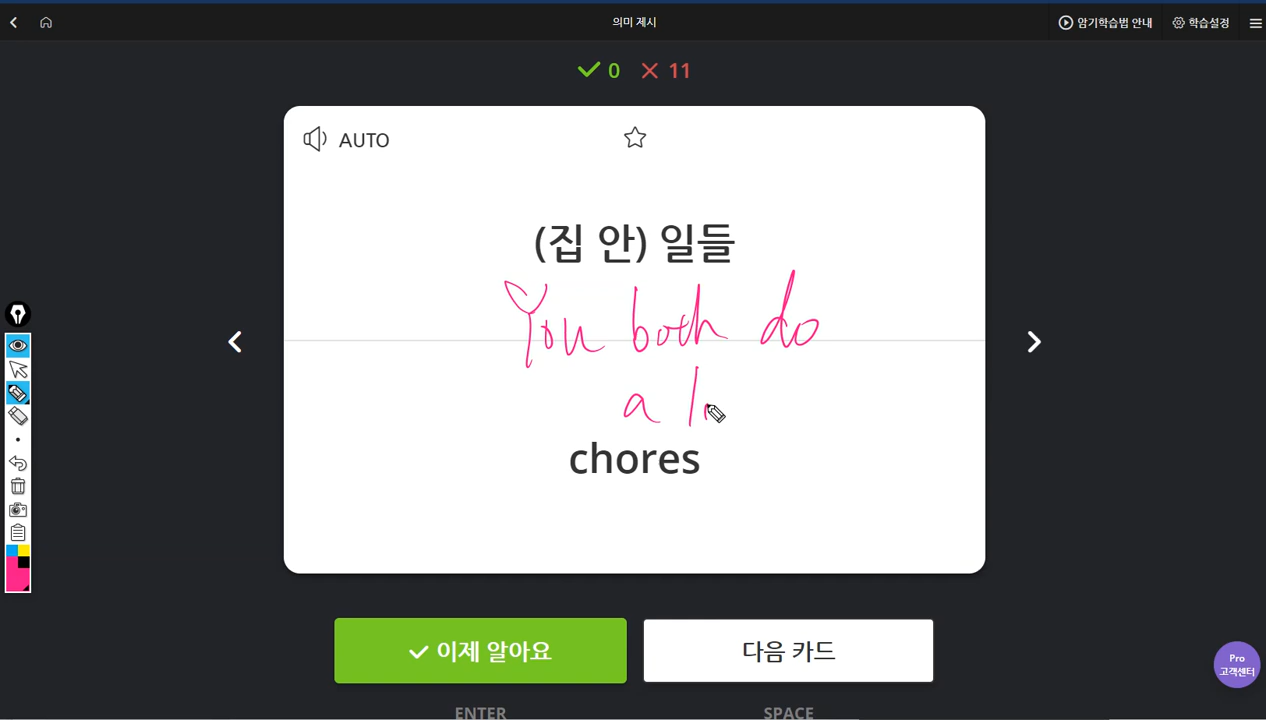 의미 제시
암기학습법 안내
학습설정
0
11
AUTO
(집 안) 일들
You both do
a
chores
이제 알아요
다음 카드
ENTER
SPACE
Pro
고객센터